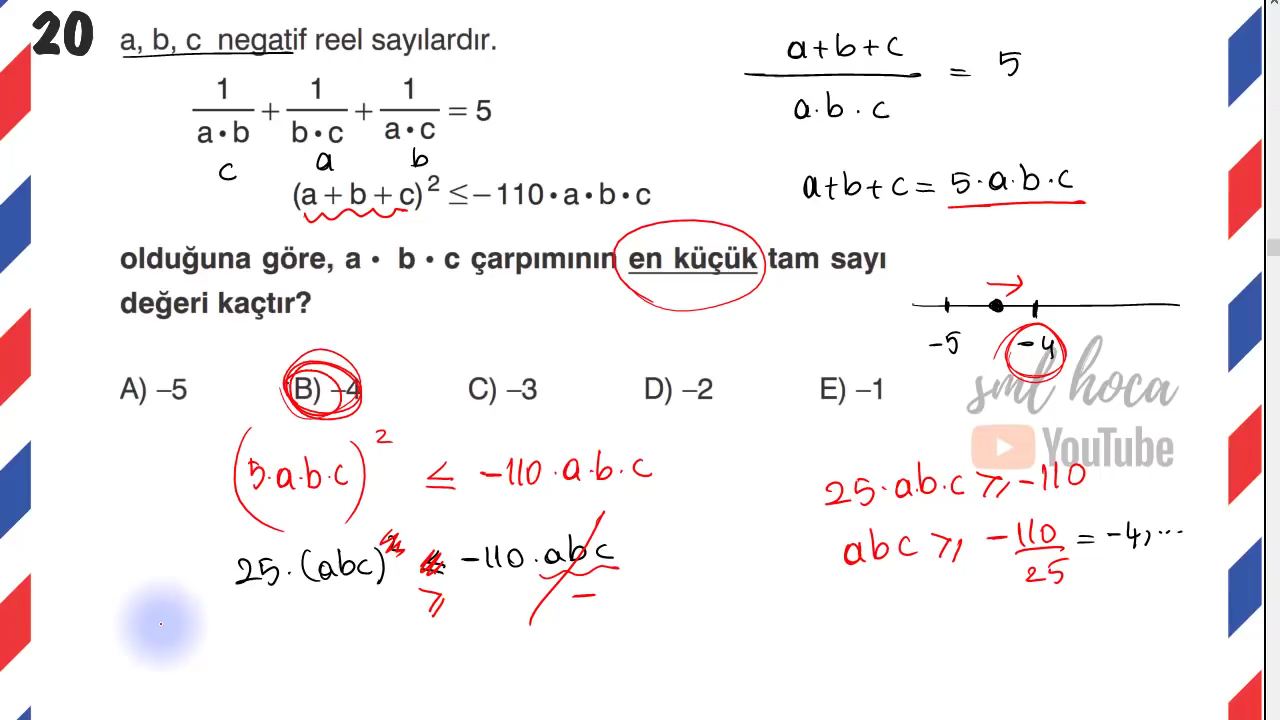 20
a, b, c negatif reel sayılardır.
1/(a • b) + 1/(b • c) + 1/(a • c) = 5
c a b
(a + b + c)² ≤ –110 • a • b • c
olduğuna göre, a • b • c çarpımının en küçük tam sayı
değeri kaçtır?
A) –5 B) –4 C) –3 D) –2 E) –1
(a+b+c)/(a·b·c) = 5
a+b+c = 5·a·b·c
-5 -4
sml hoca
YouTube
(5·a·b·c)² ≤ -110·a·b·c
25·(abc)² ≤ -110·abc
≥ –
25·ab·c ≥ -110
abc ≥ -110/25 = -4,...